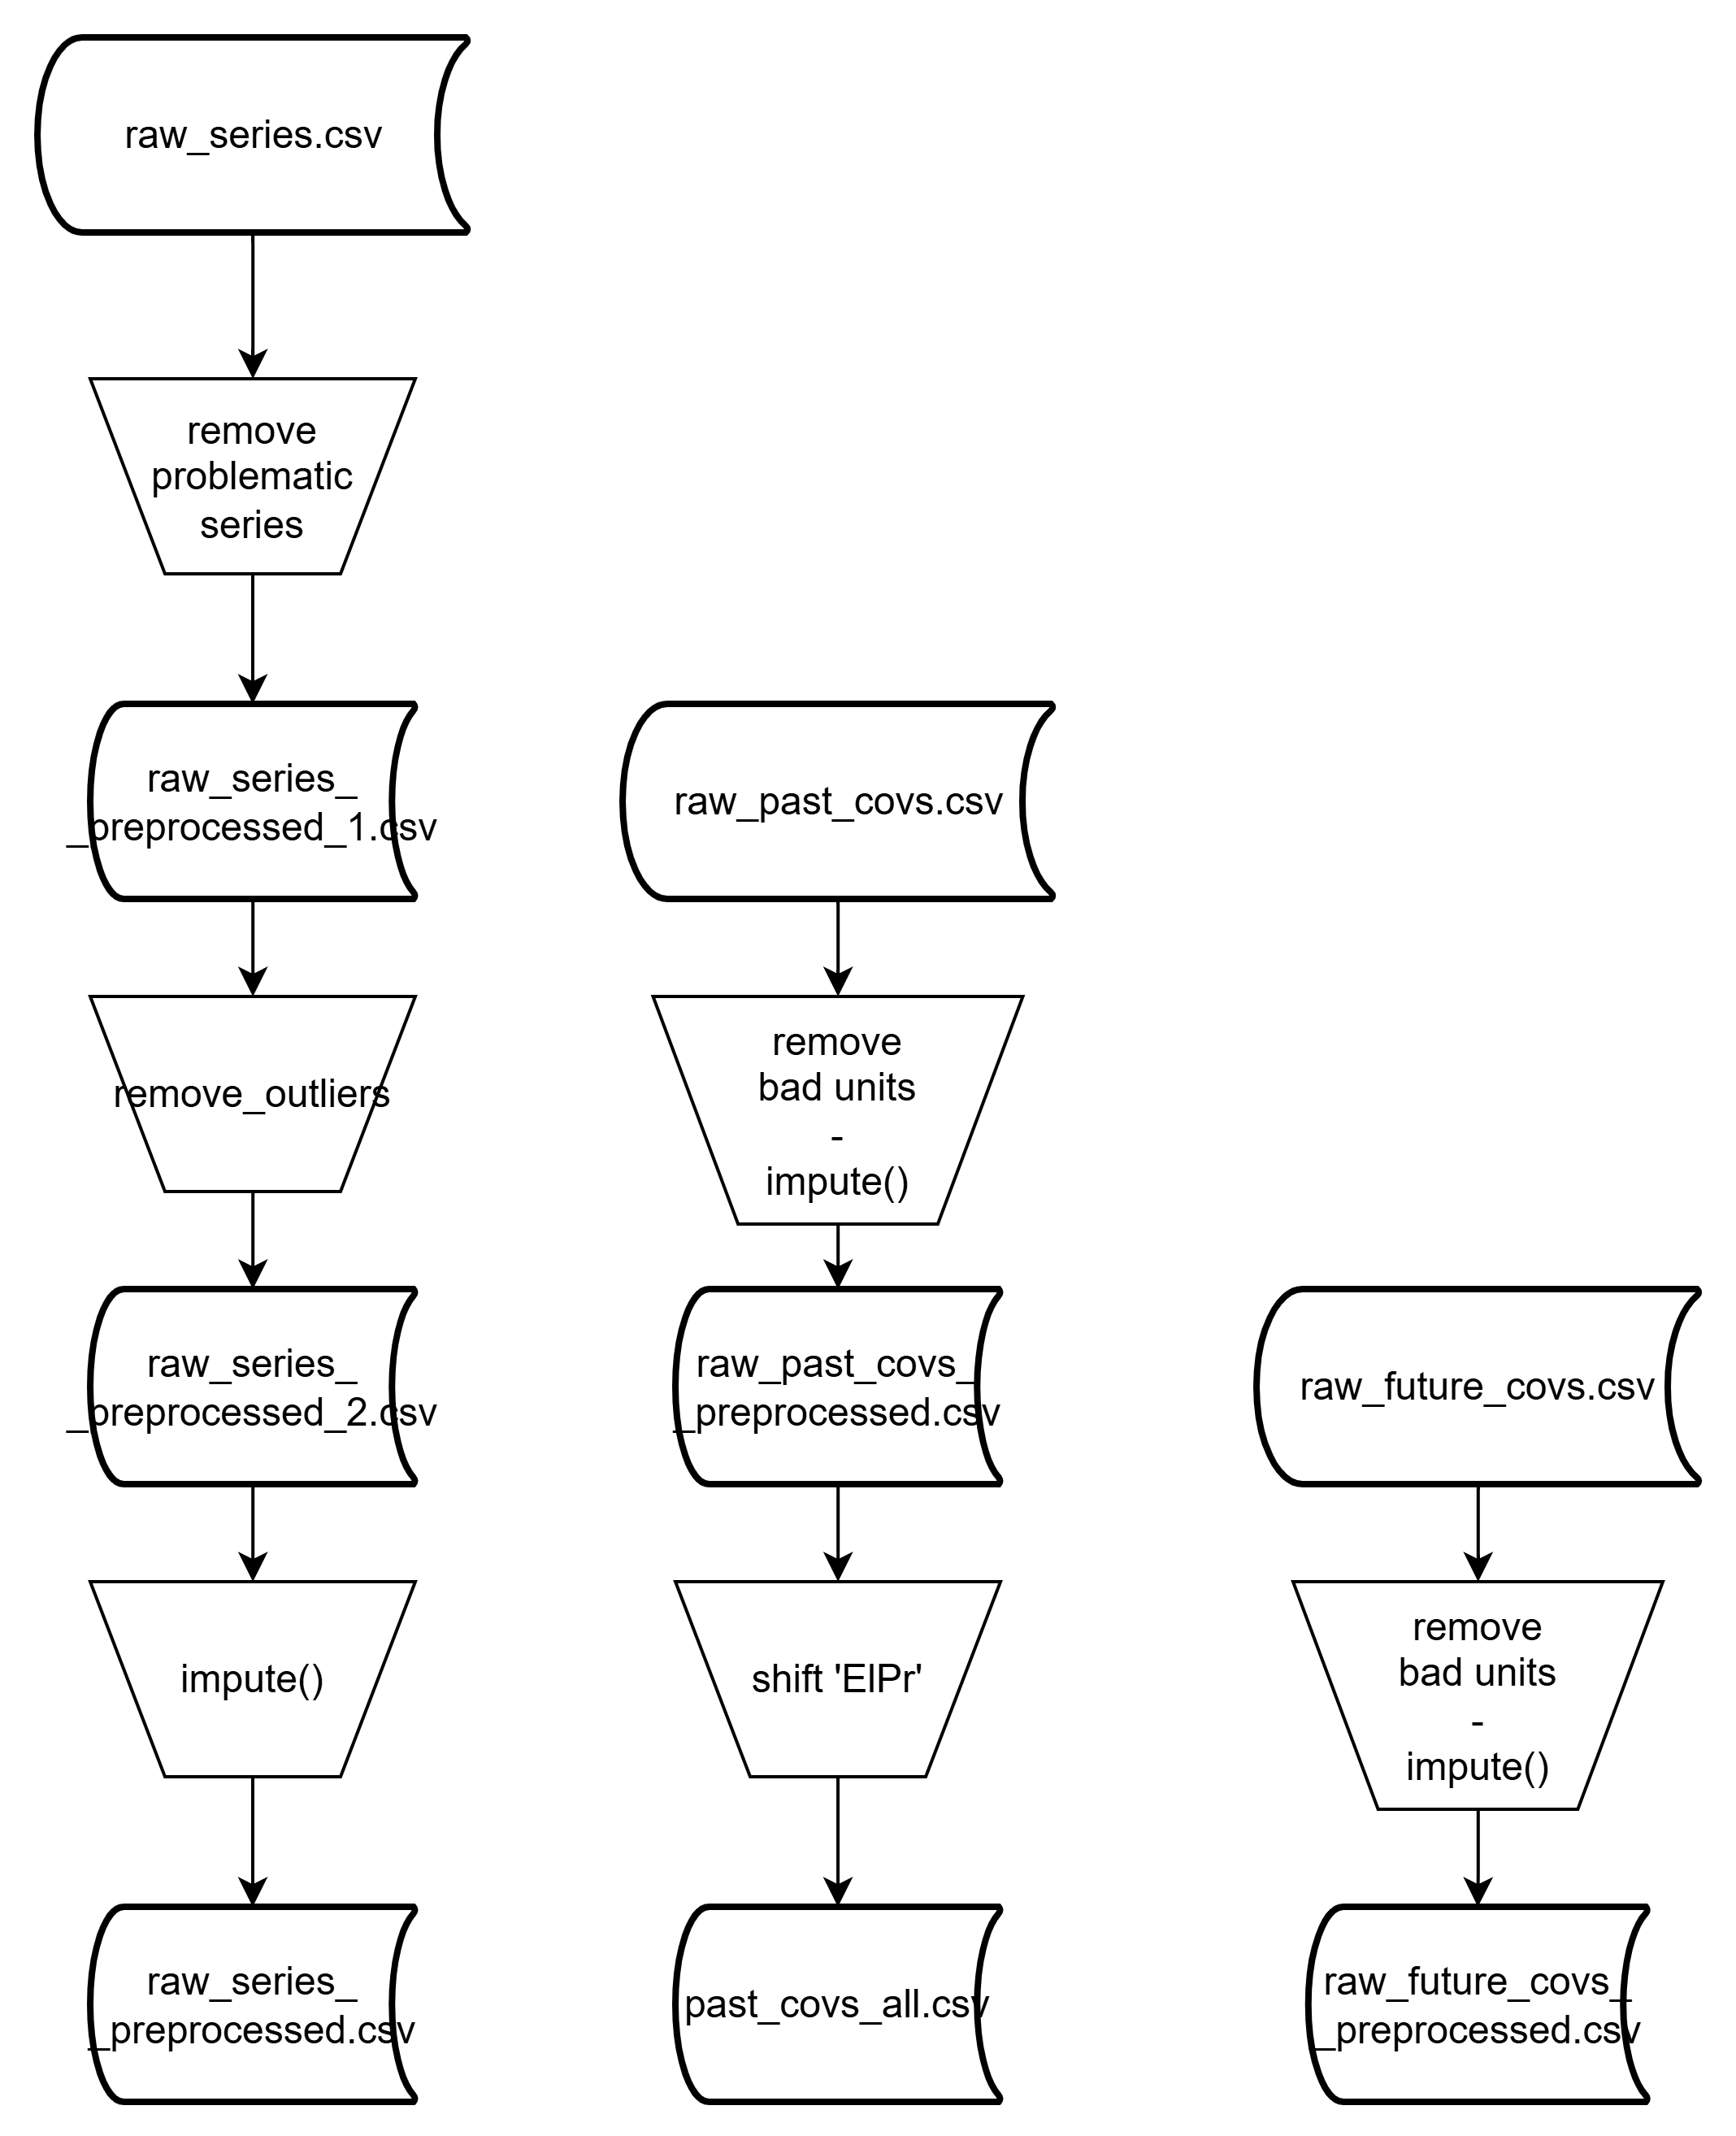 raw_series.csv
remove
problematic
series
raw_series_
_preprocessed_1.csv
remove_outliers
raw_series_
_preprocessed_2.csv
impute()
raw_series_
_preprocessed.csv
raw_past_covs.csv
remove
bad units
-
impute()
raw_past_covs_
_preprocessed.csv
shift 'ElPr'
past_covs_all.csv
raw_future_covs.csv
remove
bad units
-
impute()
raw_future_covs_
_preprocessed.csv